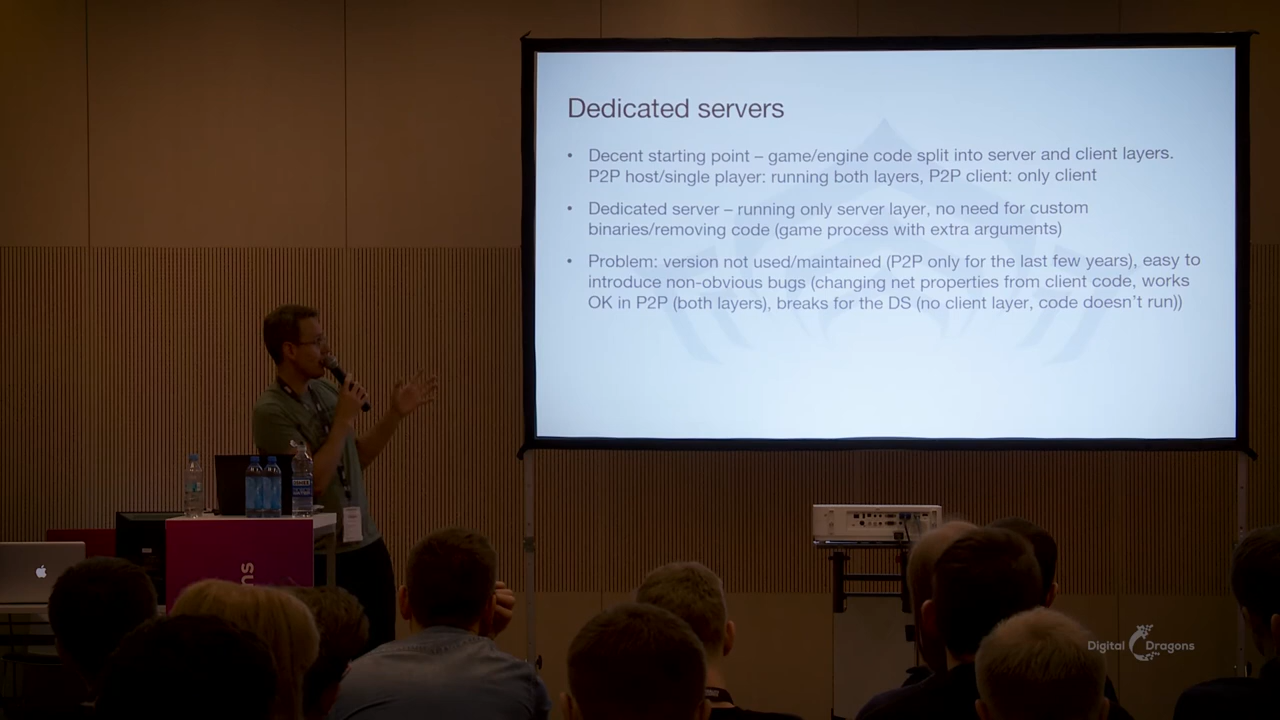 Dedicated servers
• Decent starting point – game/engine code split into server and client layers.
P2P host/single player: running both layers, P2P client: only client
• Dedicated server – running only server layer, no need for custom
binaries/removing code (game process with extra arguments)
• Problem: version not used/maintained (P2P only for the last few years), easy to
introduce non-obvious bugs (changing net properties from client code, works
OK in P2P (both layers), breaks for the DS (no client layer, code doesn’t run))
ns
Digital Dragons